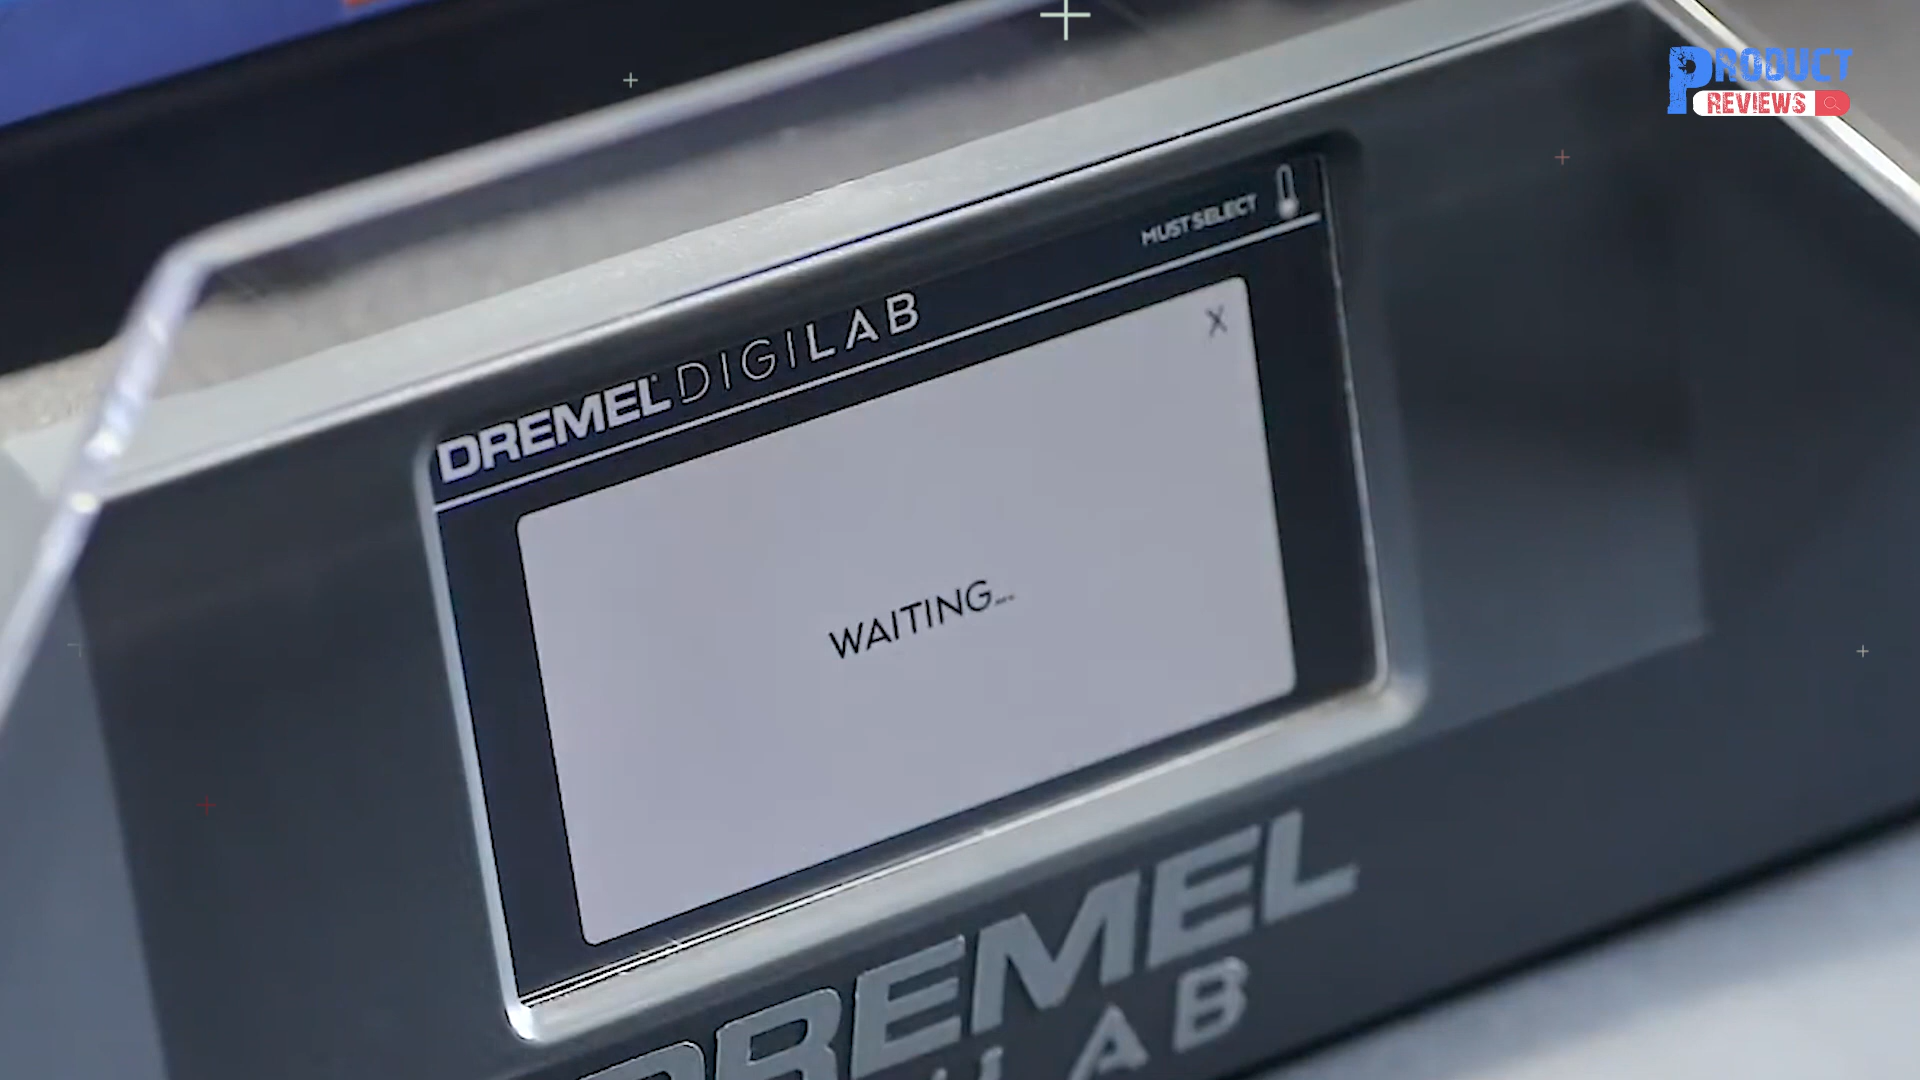 PRODUCT
REVIEWS
MUST SELECT
DREMEL DIGILAB
X
WAITING...
DREMEL
LAB